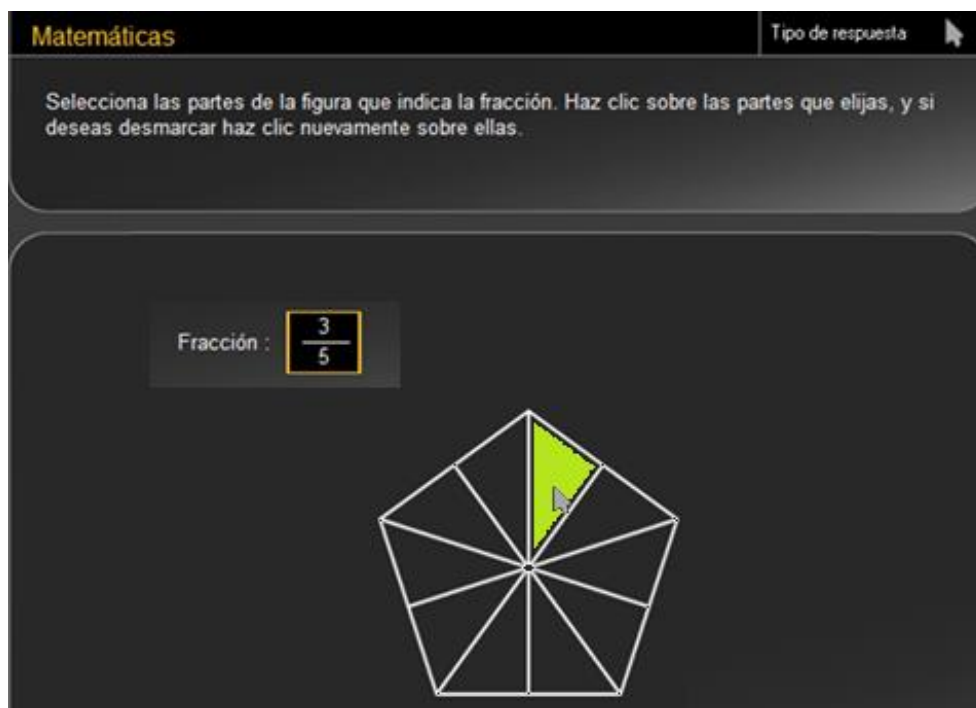 Matemáticas
Tipo de respuesta
Selecciona las partes de la figura que indica la fracción. Haz clic sobre las partes que elijas, y si
deseas desmarcar haz clic nuevamente sobre ellas.
Fracción :
3
5